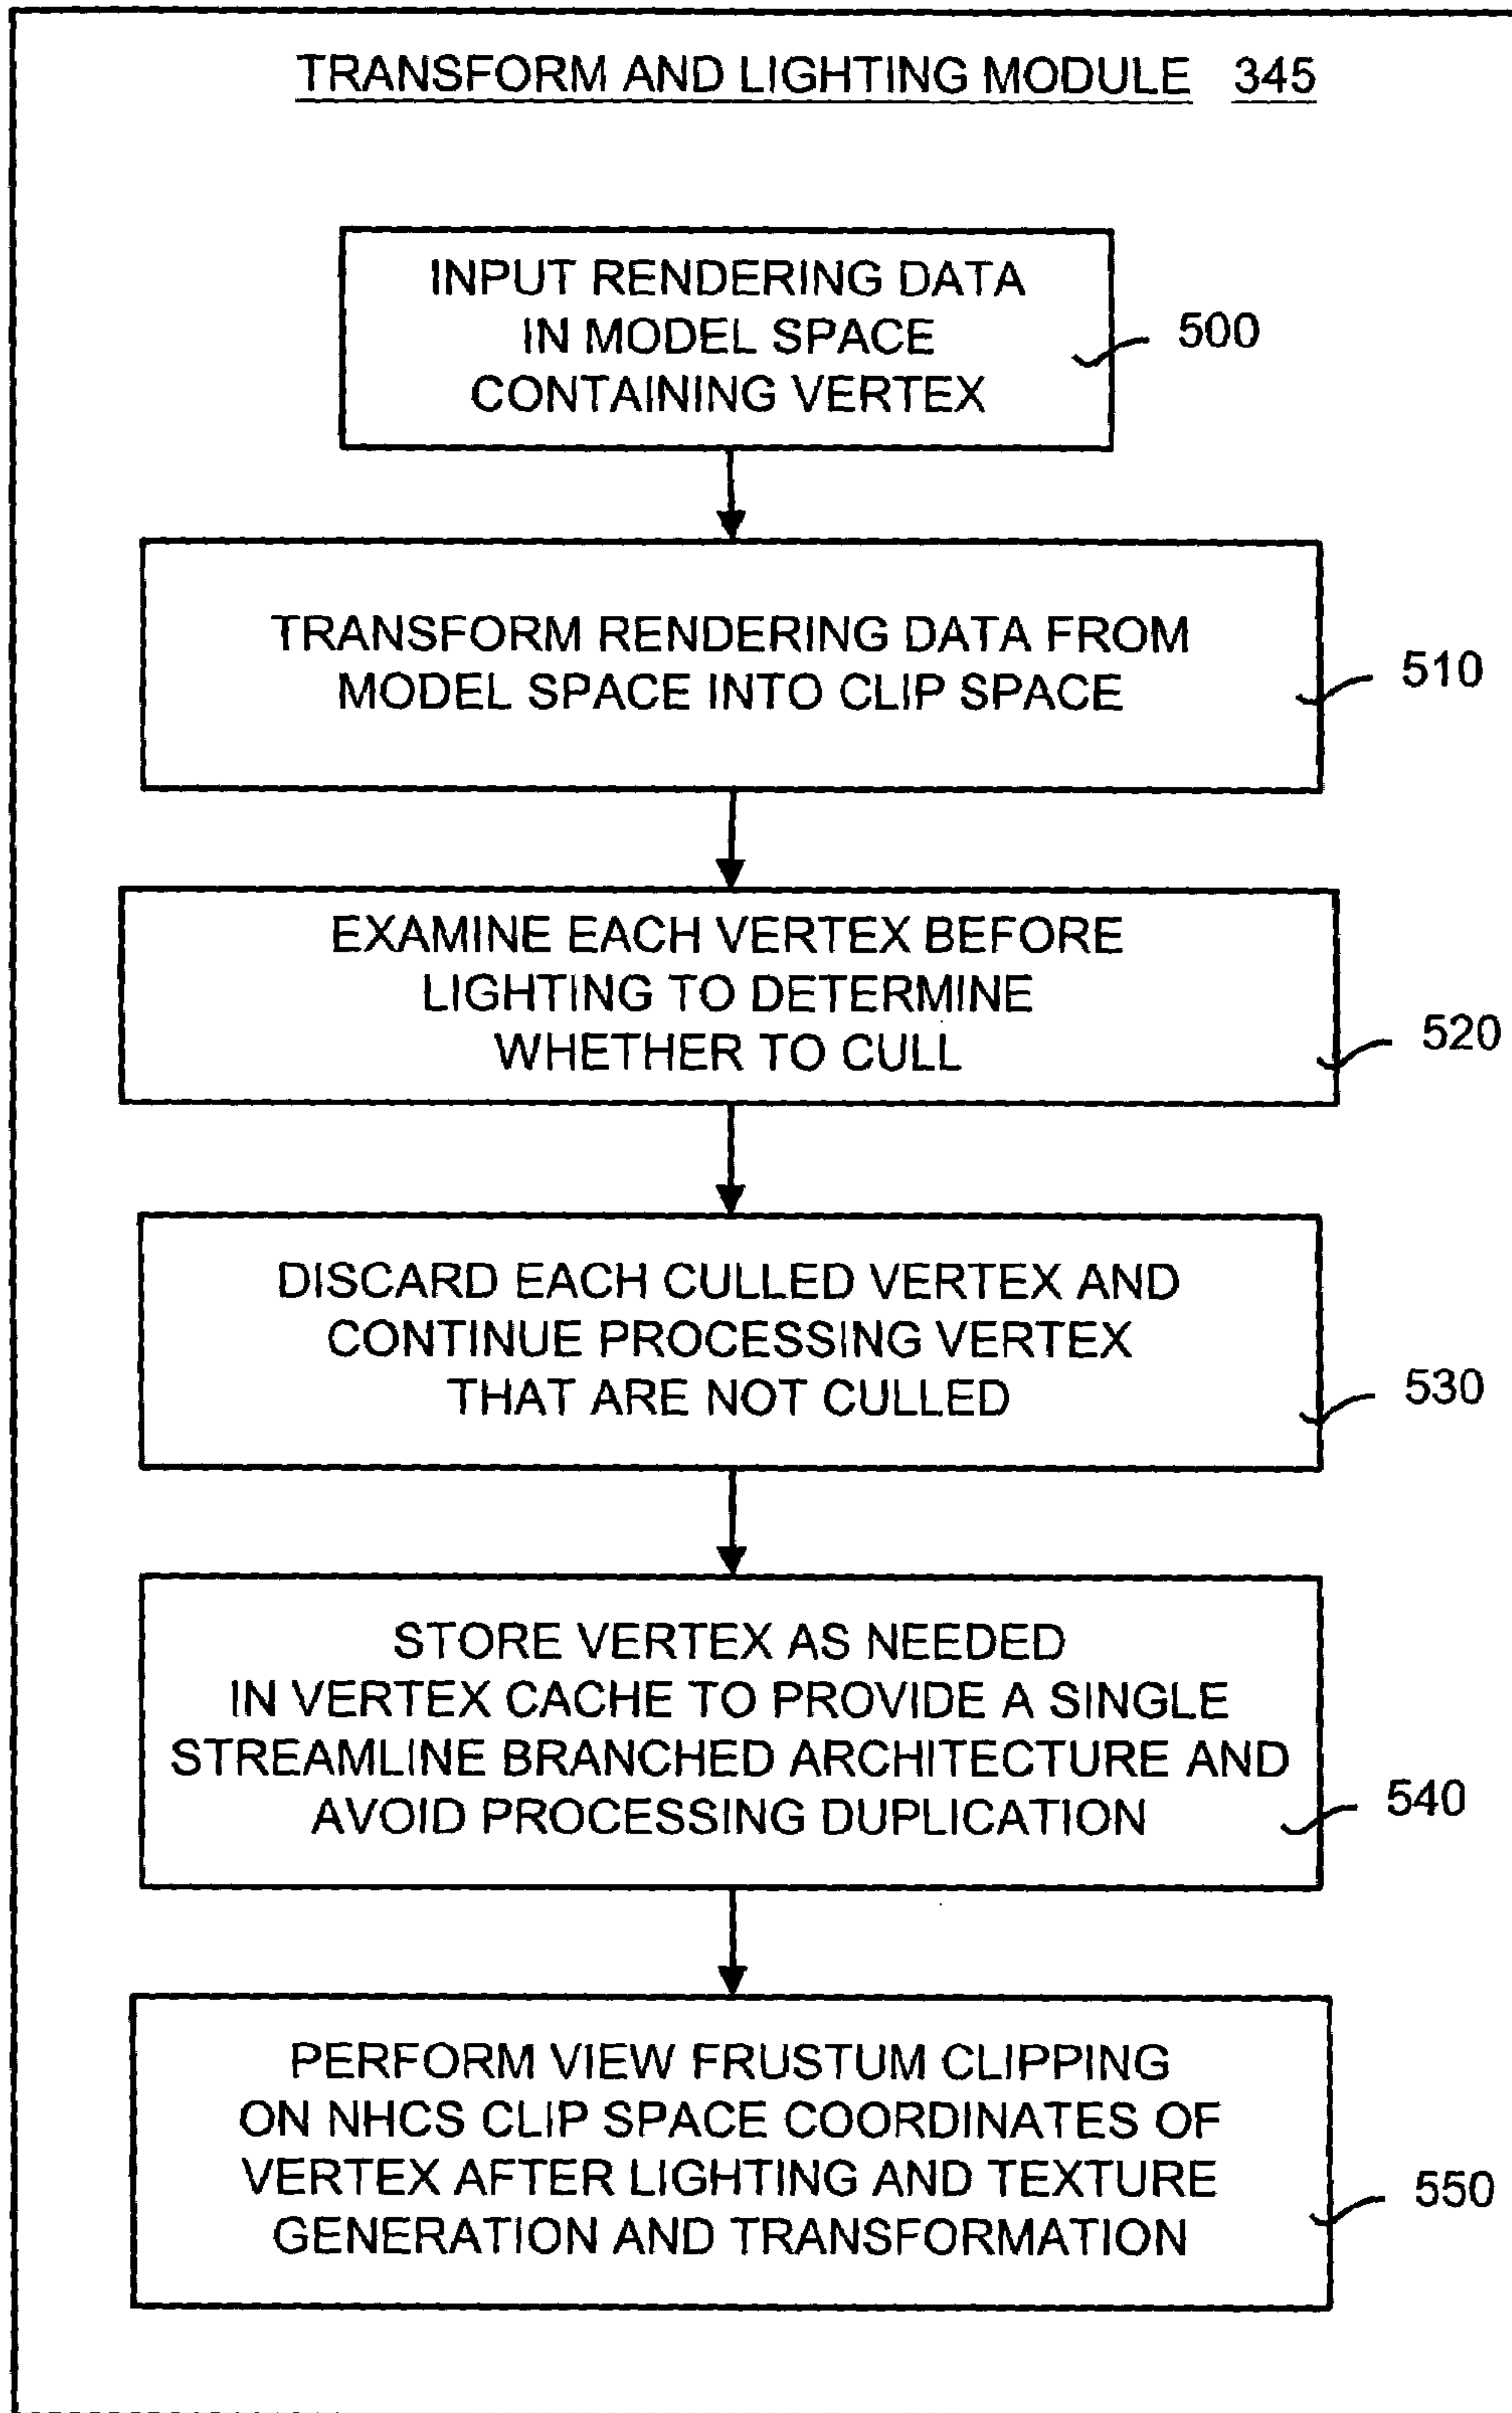 TRANSFORM AND LIGHTING MODULE 345
INPUT RENDERING DATA
IN MODEL SPACE
CONTAINING VERTEX
500
TRANSFORM RENDERING DATA FROM
MODEL SPACE INTO CLIP SPACE
510
EXAMINE EACH VERTEX BEFORE
LIGHTING TO DETERMINE
WHETHER TO CULL
520
DISCARD EACH CULLED VERTEX AND
CONTINUE PROCESSING VERTEX
THAT ARE NOT CULLED
530
STORE VERTEX AS NEEDED
IN VERTEX CACHE TO PROVIDE A SINGLE
STREAMLINE BRANCHED ARCHITECTURE AND
AVOID PROCESSING DUPLICATION
540
PERFORM VIEW FRUSTUM CLIPPING
ON NHCS CLIP SPACE COORDINATES OF
VERTEX AFTER LIGHTING AND TEXTURE
GENERATION AND TRANSFORMATION
550